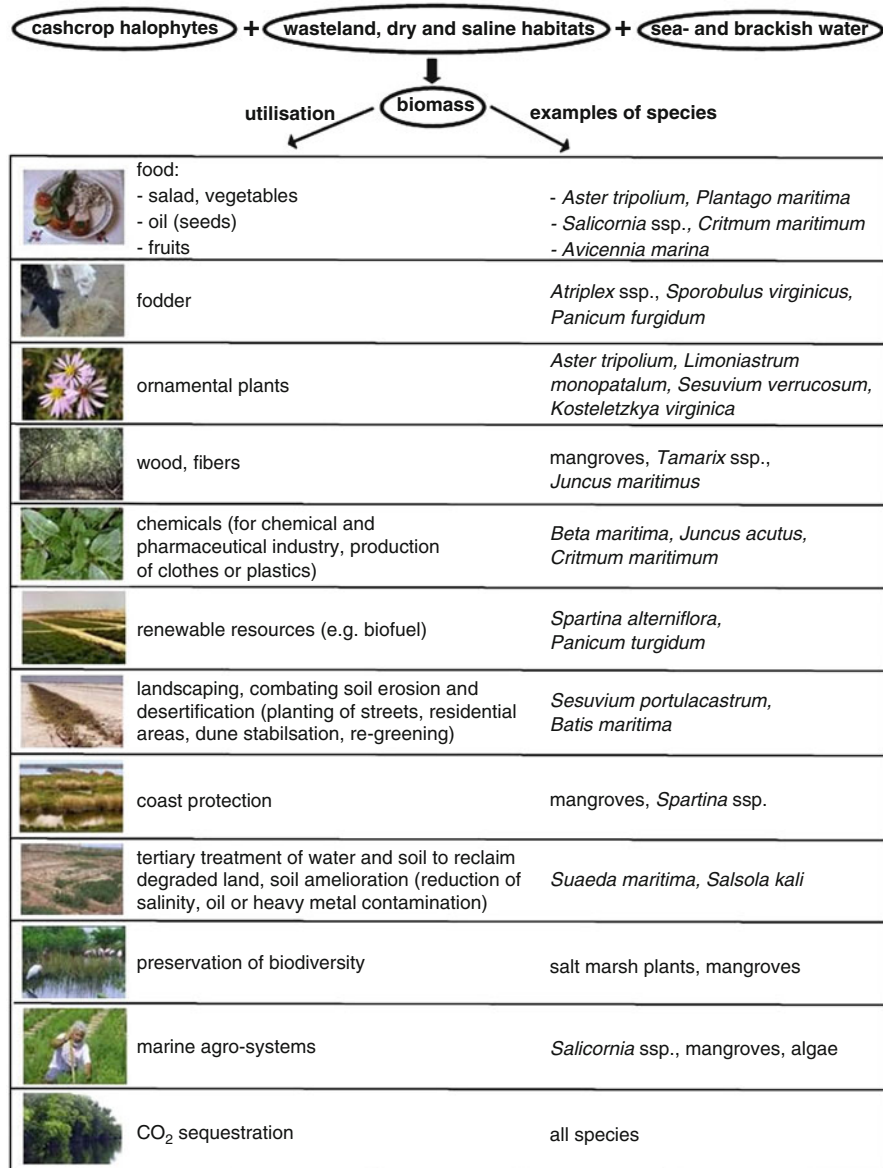 cashcrop halophytes + wasteland, dry and saline habitats + sea- and brackish water
biomass
utilisation
examples of species
food:
- salad, vegetables
- oil (seeds)
- fruits
- Aster tripolium, Plantago maritima
- Salicornia ssp., Critmum maritimum
- Avicennia marina
fodder
Atriplex ssp., Sporobulus virginicus,
Panicum furgidum
ornamental plants
Aster tripolium, Limoniastrum
monopatalum, Sesuvium verrucosum,
Kosteletzkya virginica
wood, fibers
mangroves, Tamarix ssp.,
Juncus maritimus
chemicals (for chemical and
pharmaceutical industry, production
of clothes or plastics)
Beta maritima, Juncus acutus,
Critmum maritimum
renewable resources (e.g. biofuel)
Spartina alterniflora,
Panicum turgidum
landscaping, combating soil erosion and
desertification (planting of streets, residential
areas, dune stabilsation, re-greening)
Sesuvium portulacastrum,
Batis maritima
coast protection
mangroves, Spartina ssp.
tertiary treatment of water and soil to reclaim
degraded land, soil amelioration (reduction of
salinity, oil or heavy metal contamination)
Suaeda maritima, Salsola kali
preservation of biodiversity
salt marsh plants, mangroves
marine agro-systems
Salicornia ssp., mangroves, algae
CO₂ sequestration
all species